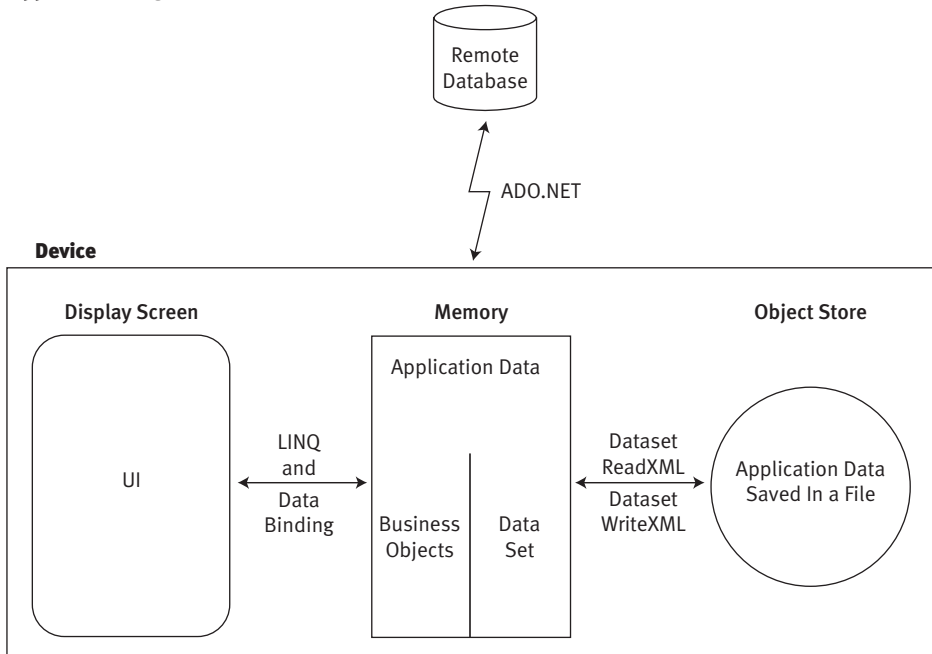 Remote
Database
ADO.NET
Device
Display Screen
Memory
Object Store
Application Data
LINQ
and
Data
Binding
UI
Business
Objects
Data
Set
Dataset
ReadXML
Dataset
WriteXML
Application Data
Saved In a File